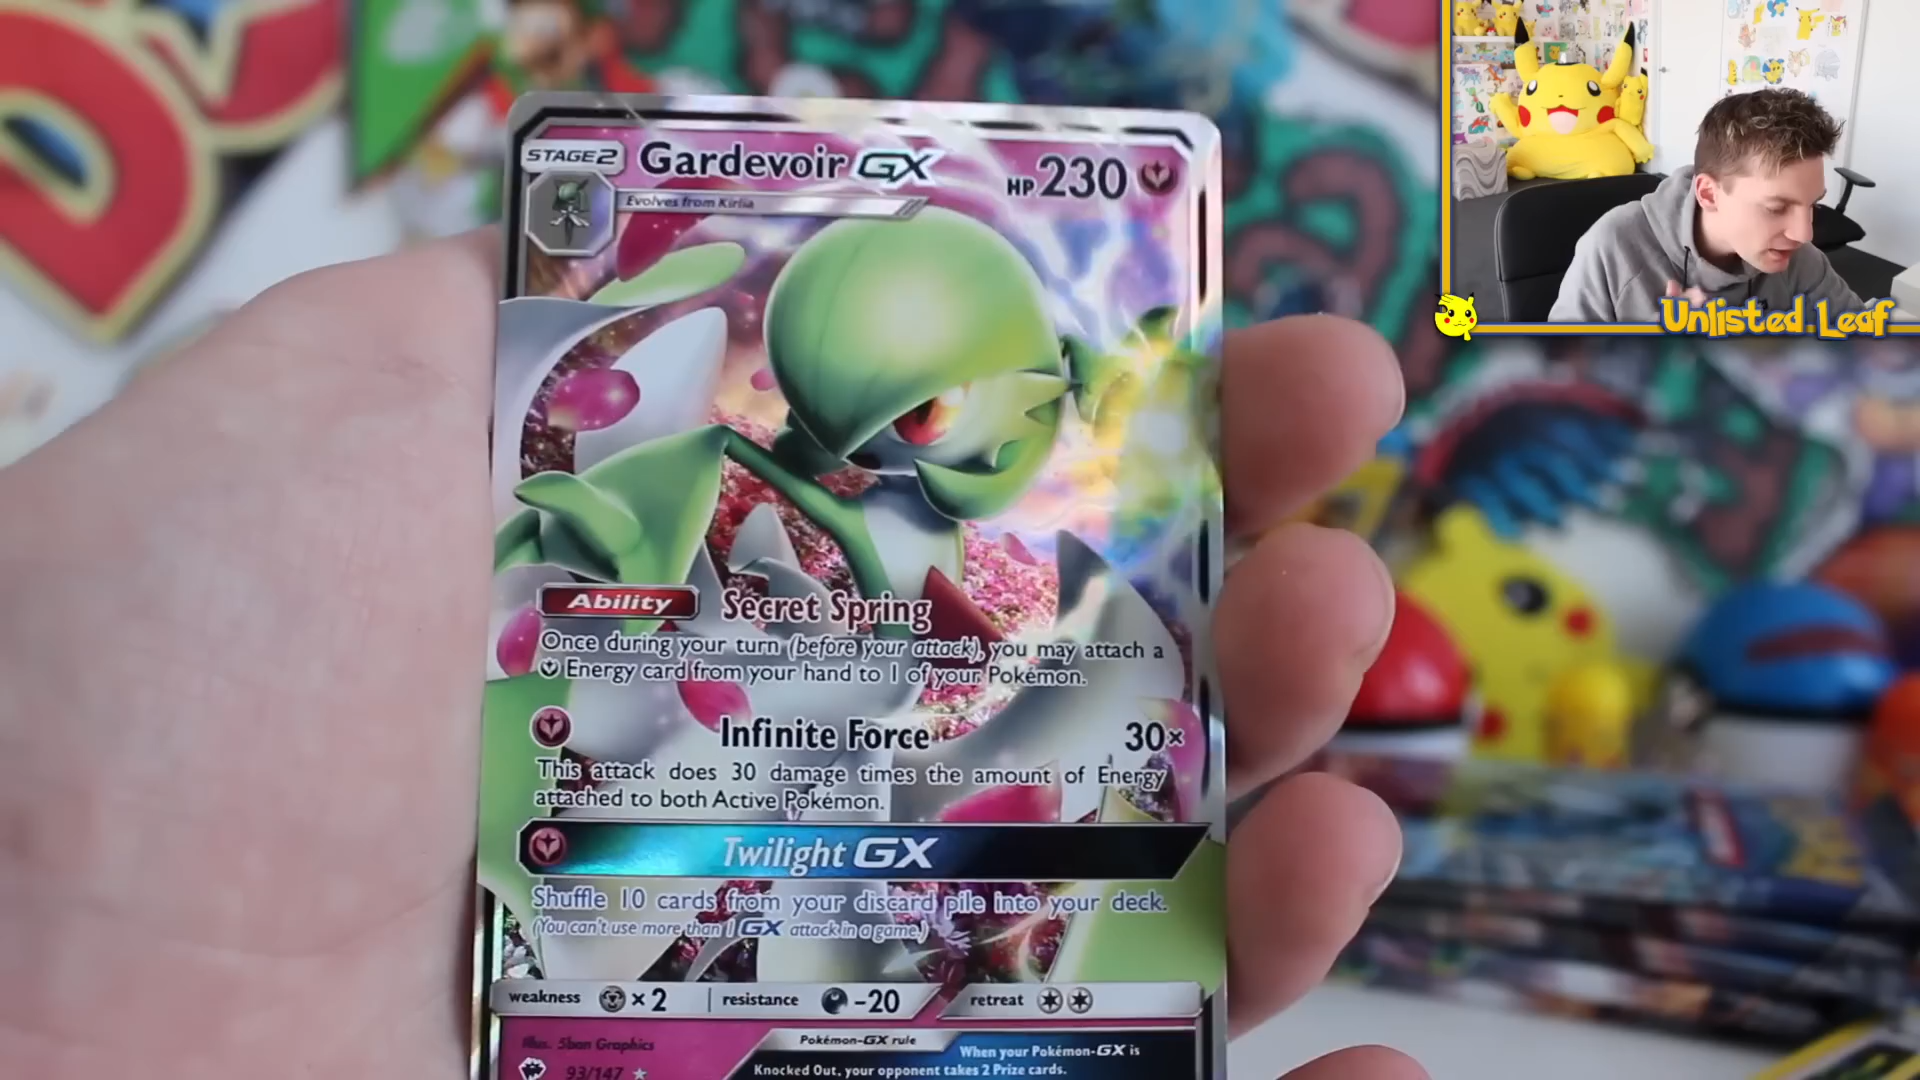 STAGE2
Gardevoir GX
HP 230
Evolves from Kirlia
Unlisted.Leaf
Ability Secret Spring
Once during your turn (before your attack), you may attach a
Energy card from your hand to 1 of your Pokémon.
Infinite Force 30×
This attack does 30 damage times the amount of Energy
attached to both Active Pokémon.
Twilight GX
Shuffle 10 cards from your discard pile into your deck.
(You can't use more than 1 GX attack in a game.)
weakness ×2 resistance -20 retreat
Illus. 5ban Graphics
Pokémon-GX rule
When your Pokémon-GX is
Knocked Out, your opponent takes 2 Prize cards.
93/147